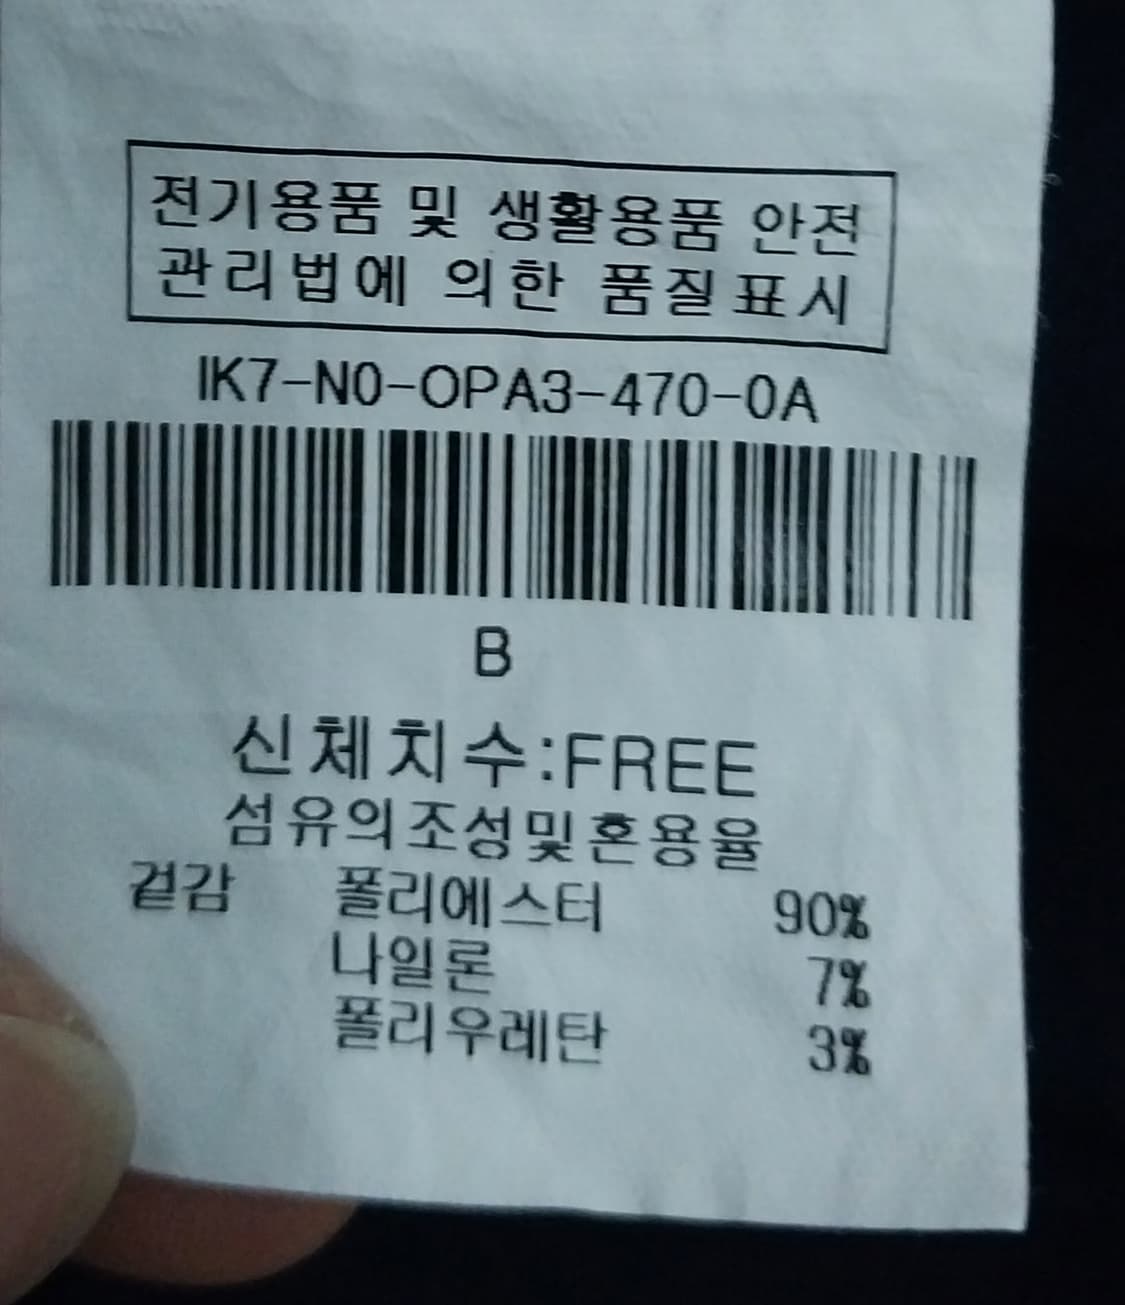 전기용품 및 생활용품 안전
관리법에 의한 품질표시
IK7-N0-OPA3-470-0A
B
신체치수:FREE
섬유의조성및혼용율
겉감 폴리에스터 90%
나일론 7%
폴리우레탄 3%